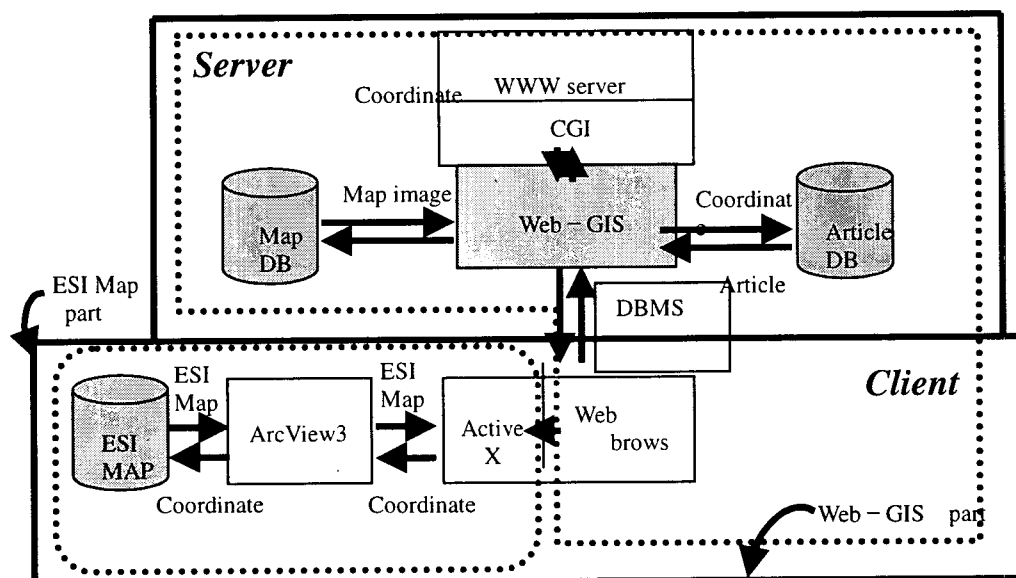 Server
WWW server
Coordinate
CGI
Map image
Web – GIS
Coordinat
Map
DB
Article
DB
Article
DBMS
ESI Map
part
ESI
Map
ESI
Map
Client
ArcView3
Active
X
Web
brows
ESI
MAP
Coordinate
Coordinate
Web – GIS part